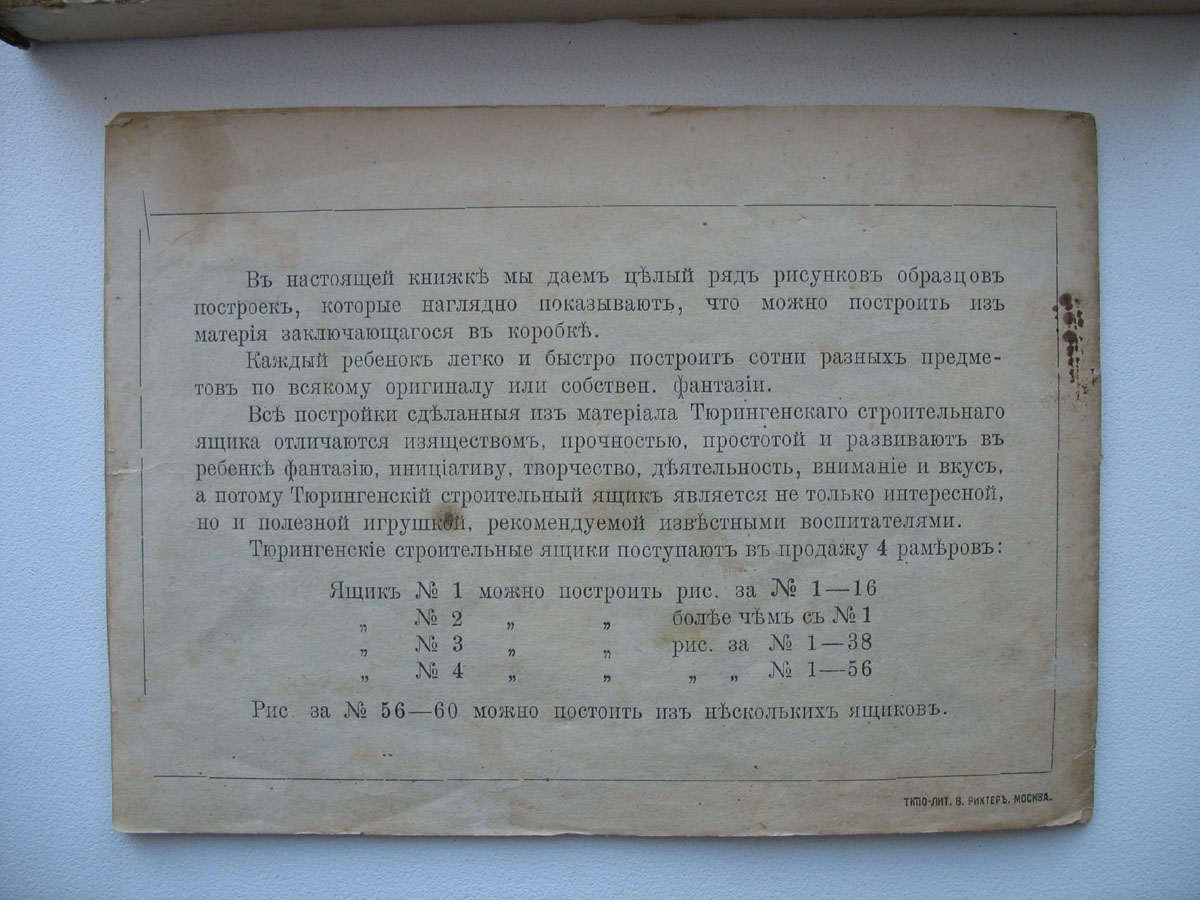 Въ настоящей книжкѣ мы даемъ цѣлый рядъ рисунковъ образцовъ
построекъ, которые наглядно показываютъ, что можно построить изъ
матерія заключающагося въ коробкѣ.
Каждый ребенокъ легко и быстро построитъ сотни разныхъ предме-
товъ по всякому оригиналу или собствен. фантазіи.
Всѣ постройки сдѣланныя изъ матеріала Тюрингенскаго строительнаго
ящика отличаются изяществомъ, прочностью, простотой и развиваютъ въ
ребенкѣ фантазію, иниціативу, творчество, дѣятельность, вниманіе и вкусъ,
а потому Тюрингенскій строительный ящикъ является не только интересной,
но и полезной игрушкой, рекомендуемой извѣстными воспитателями.
Тюрингенскіе строительные ящики поступаютъ въ продажу 4 рамѣровъ:
Ящикъ № 1 можно построить рис. за № 1—16
„ № 2 „ „ болѣе чѣмъ съ № 1
„ № 3 „ „ рис. за № 1—38
„ № 4 „ „ „ „ № 1—56
Рис за № 56—60 можно постоить изъ нѣсколькихъ ящиковъ.
ТИПО-ЛИТ. В. РИХТЕРЪ, МОСКВА.